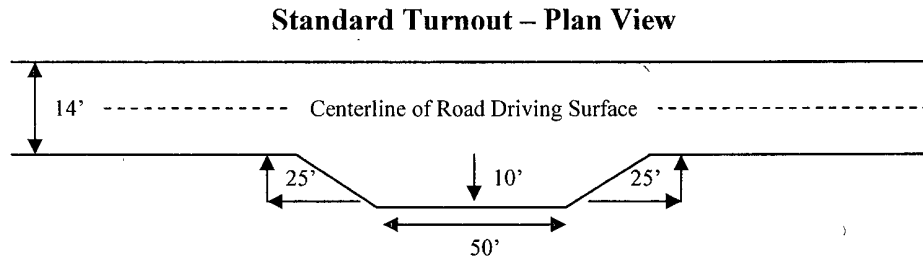 Standard Turnout – Plan View
14’
Centerline of Road Driving Surface
25’
10’
25’
50’